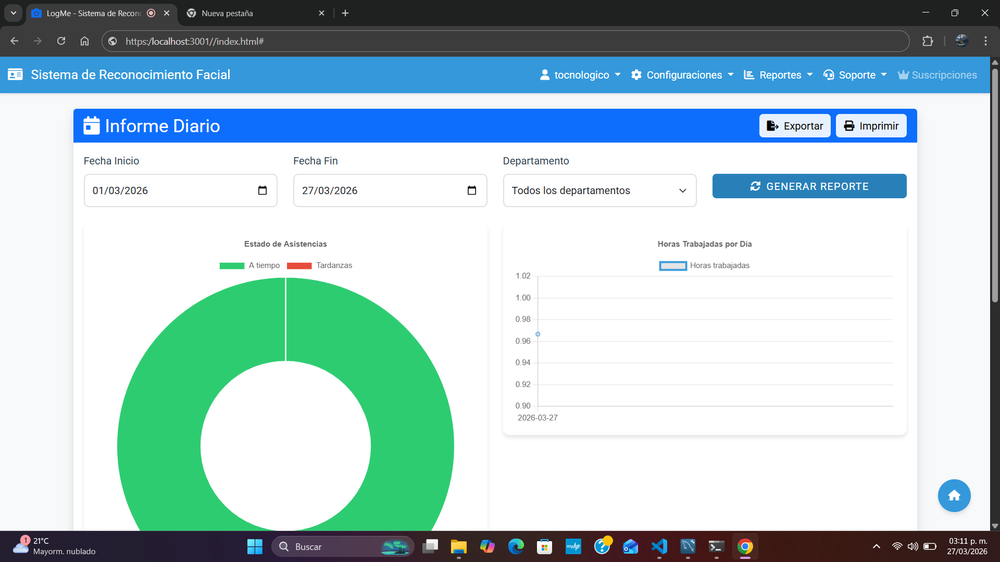 LogMe - Sistema de Recono
Nueva pestaña
https:/localhost:3001//index.html#
Sistema de Reconocimiento Facial
tocnologico
Configuraciones
Reportes
Soporte
Suscripciones
Informe Diario
Exportar
Imprimir
Fecha Inicio
Fecha Fin
Departamento
01/03/2026
27/03/2026
Todos los departamentos
GENERAR REPORTE
Estado de Asistencias
A tiempo
Tardanzas
Horas Trabajadas por Día
Horas trabajadas
1.02
1.00
0.98
0.96
0.94
0.92
0.90
2026-03-27
1
21°C
Mayorm. nublado
Buscar
myhp
03:11 p. m.
27/03/2026